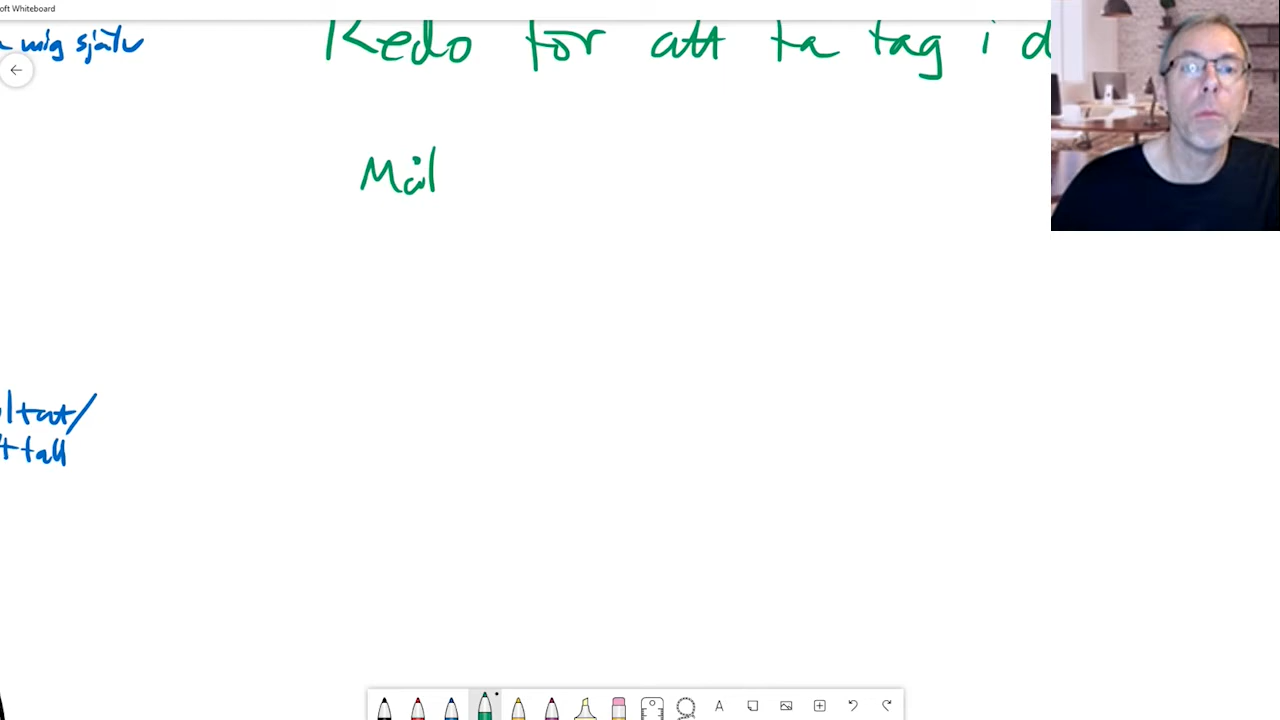 oft Whiteboard
mig själv
Redo för att ta tag i d
Mål
ltat/
tall
A